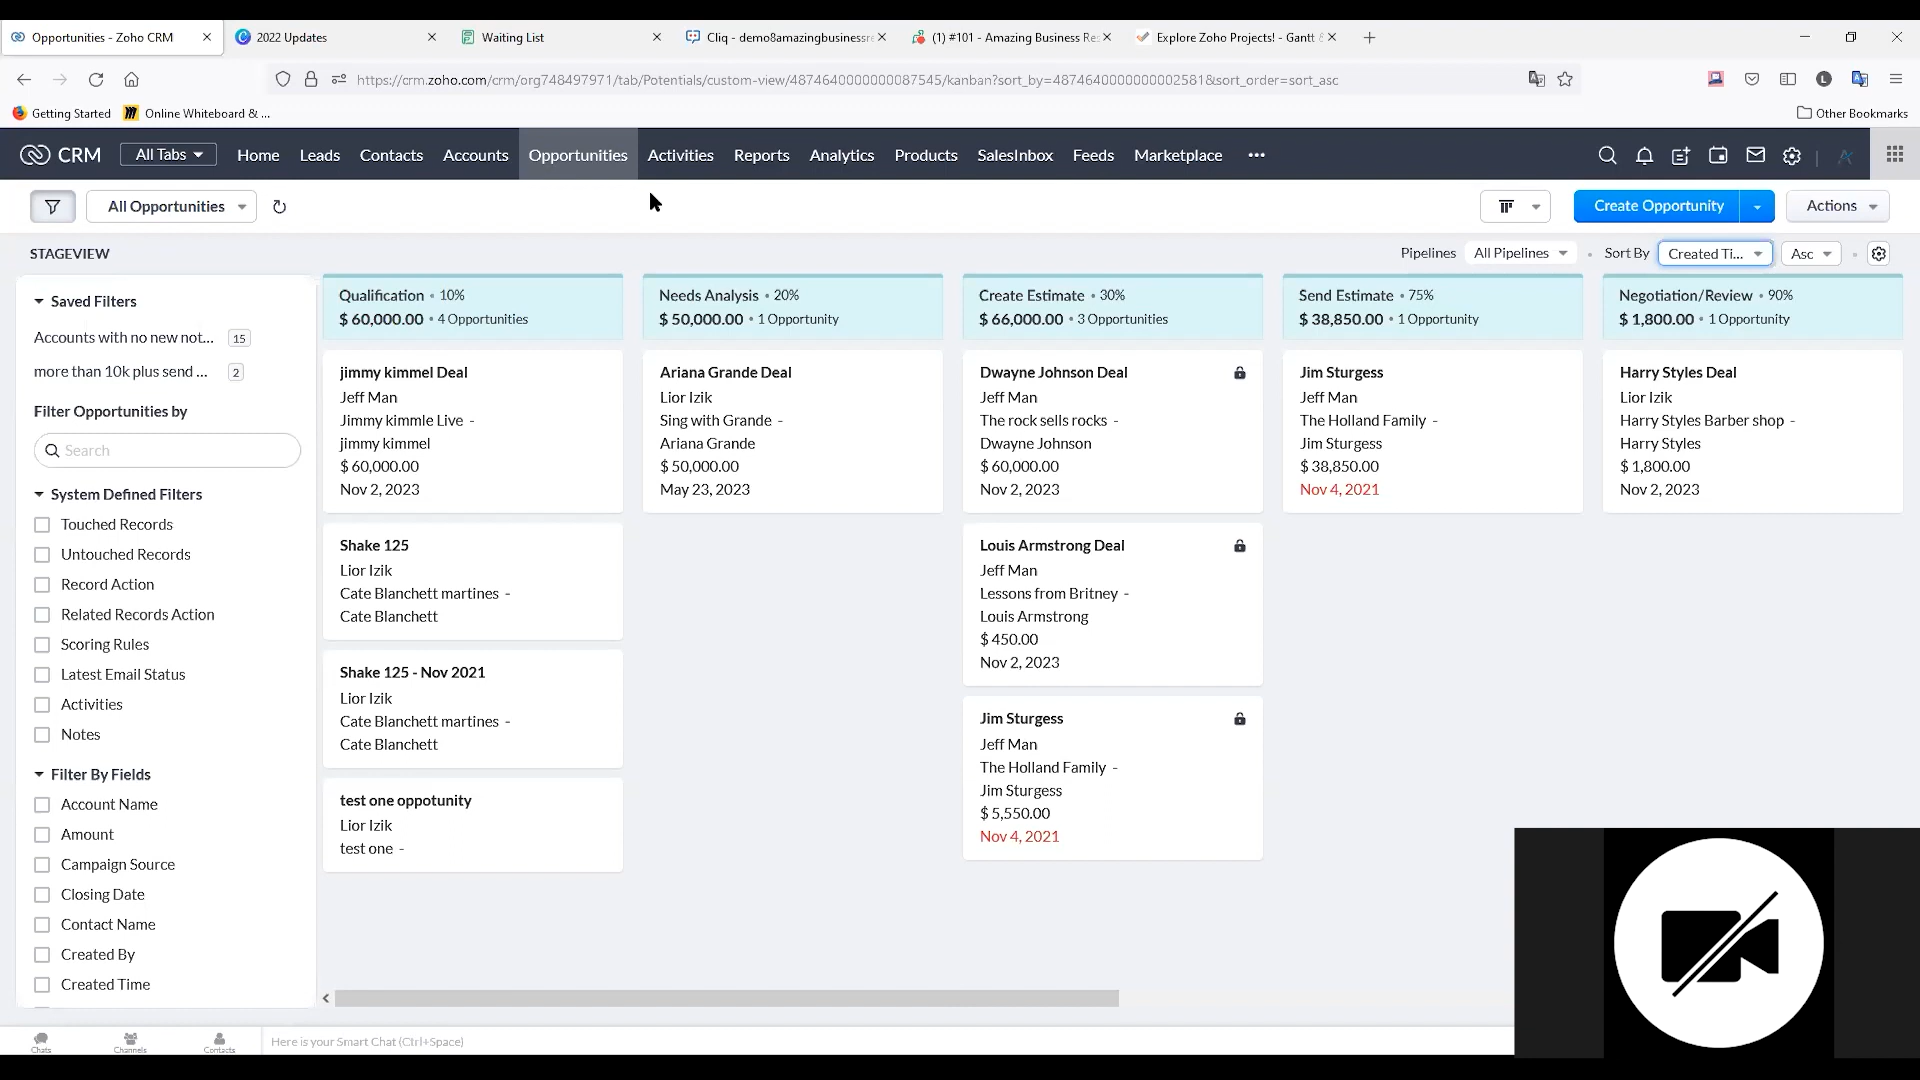 Opportunities - Zoho CRM
2022 Updates
Waiting List
Cliq - demo8amazingbusinessre
(1) #101 - Amazing Business Re
Explore Zoho Projects! - Gantt &
https://crm.zoho.com/crm/org748497971/tab/Potentials/custom-view/4874640000000087545/kanban?sort_by=4874640000000002581&sort_order=sort_asc
L
Getting Started
Online Whiteboard & ...
Other Bookmarks
CRM
All Tabs
Home
Leads
Contacts
Accounts
Opportunities
Activities
Reports
Analytics
Products
SalesInbox
Feeds
Marketplace
...
All Opportunities
Create Opportunity
Actions
STAGEVIEW
Pipelines
All Pipelines
Sort By
Created Ti...
Asc
Saved Filters
Accounts with no new not... 15
more than 10k plus send ... 2
Filter Opportunities by
Search
System Defined Filters
Touched Records
Untouched Records
Record Action
Related Records Action
Scoring Rules
Latest Email Status
Activities
Notes
Filter By Fields
Account Name
Amount
Campaign Source
Closing Date
Contact Name
Created By
Created Time
Qualification • 10%
$ 60,000.00 • 4 Opportunities
jimmy kimmel Deal
Jeff Man
Jimmy kimmle Live -
jimmy kimmel
$ 60,000.00
Nov 2, 2023
Shake 125
Lior Izik
Cate Blanchett martines -
Cate Blanchett
Shake 125 - Nov 2021
Lior Izik
Cate Blanchett martines -
Cate Blanchett
test one oppotunity
Lior Izik
test one -
Needs Analysis • 20%
$ 50,000.00 • 1 Opportunity
Ariana Grande Deal
Lior Izik
Sing with Grande -
Ariana Grande
$ 50,000.00
May 23, 2023
Create Estimate • 30%
$ 66,000.00 • 3 Opportunities
Dwayne Johnson Deal
Jeff Man
The rock sells rocks -
Dwayne Johnson
$ 60,000.00
Nov 2, 2023
Louis Armstrong Deal
Jeff Man
Lessons from Britney -
Louis Armstrong
$ 450.00
Nov 2, 2023
Jim Sturgess
Jeff Man
The Holland Family -
Jim Sturgess
$ 5,550.00
Nov 4, 2021
Send Estimate • 75%
$ 38,850.00 • 1 Opportunity
Jim Sturgess
Jeff Man
The Holland Family -
Jim Sturgess
$ 38,850.00
Nov 4, 2021
Negotiation/Review • 90%
$ 1,800.00 • 1 Opportunity
Harry Styles Deal
Lior Izik
Harry Styles Barber shop -
Harry Styles
$ 1,800.00
Nov 2, 2023
Chats
Channels
Contacts
Here is your Smart Chat (Ctrl+Space)